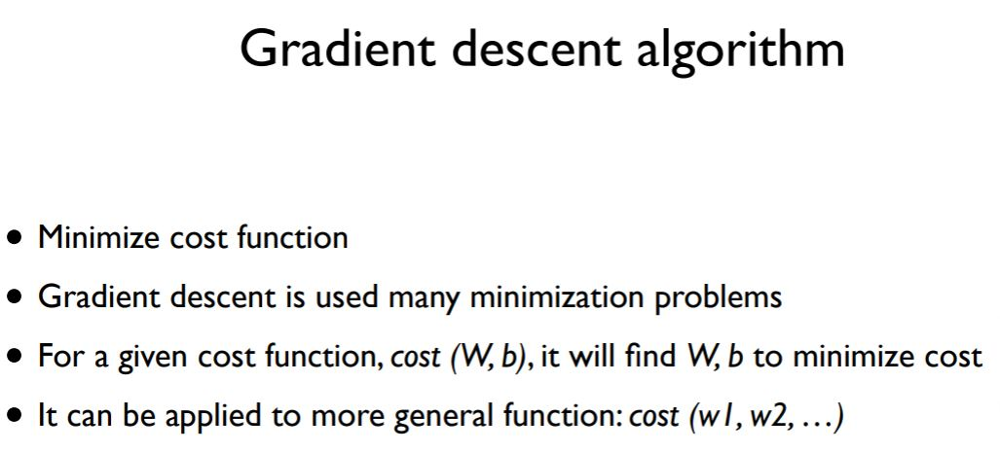 Gradient descent algorithm
• Minimize cost function
• Gradient descent is used many minimization problems
• For a given cost function, cost (W, b), it will find W, b to minimize cost
• It can be applied to more general function: cost (w1, w2, …)